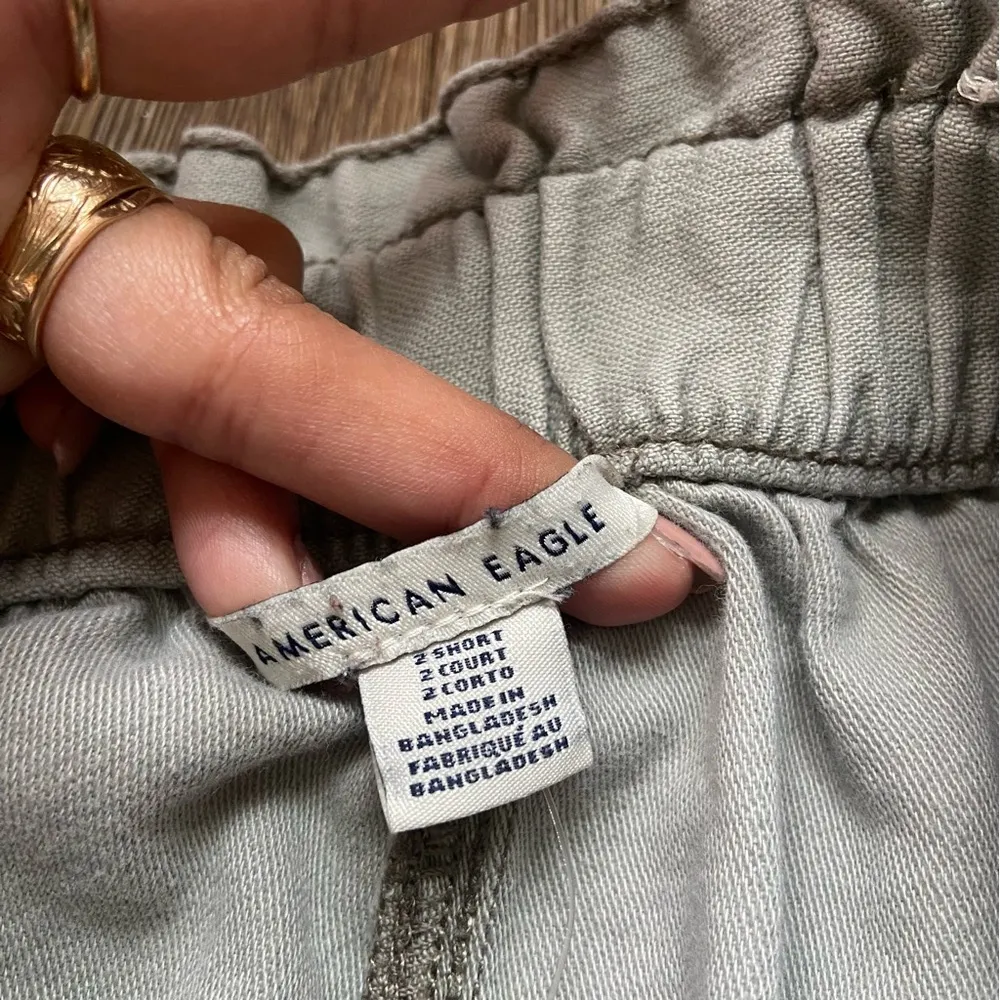 AMERICAN EAGLE
2 SHORT
2 COURT
2 CORTO
MADE IN
BANGLADESH
FABRIQUÉ AU
BANGLADESH